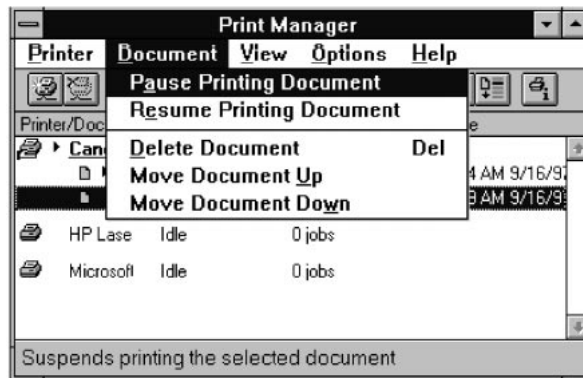 Print Manager
Printer Document View Options Help
Pause Printing Document
Resume Printing Document
Printer/Doc e
Delete Document Del
Move Document Up 4 AM 9/16/97
Move Document Down 3 AM 9/16/9
HP Lase Idle 0 jobs
Microsoft Idle 0 jobs
Suspends printing the selected document